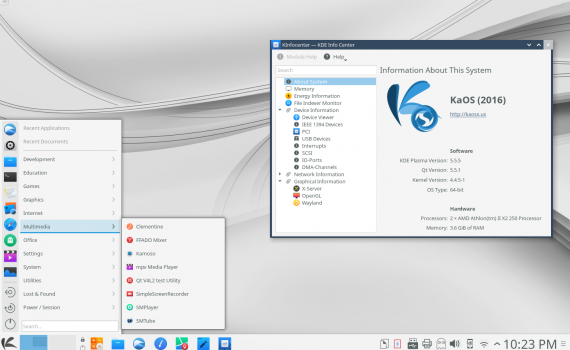 KInfocenter — KDE Info Center
Module Help
Help
Search
About System
Memory
Energy Information
File Indexer Monitor
Device Information
Device Viewer
IEEE 1394 Devices
PCI
USB Devices
Interrupts
SCSI
IO-Ports
DMA-Channels
Network Information
Graphical Information
X-Server
OpenGL
Wayland
Information About This System
KaOS (2016)
http://kaosx.us
Software
KDE Plasma Version: 5.5.5
Qt Version: 5.5.1
Kernel Version: 4.4.5-1
OS Type: 64-bit
Hardware
Processors: 2 × AMD Athlon(tm) II X2 250 Processor
Memory: 3.6 GiB of RAM
Recent Applications
Recent Documents
Development
Education
Games
Graphics
Internet
Multimedia
Office
Settings
System
Utilities
Lost & Found
Power / Session
Search...
Clementine
FFADO Mixer
Kamoso
mpv Media Player
Qt V4L2 test Utility
SimpleScreenRecorder
SMPlayer
SMTube
10:23 PM